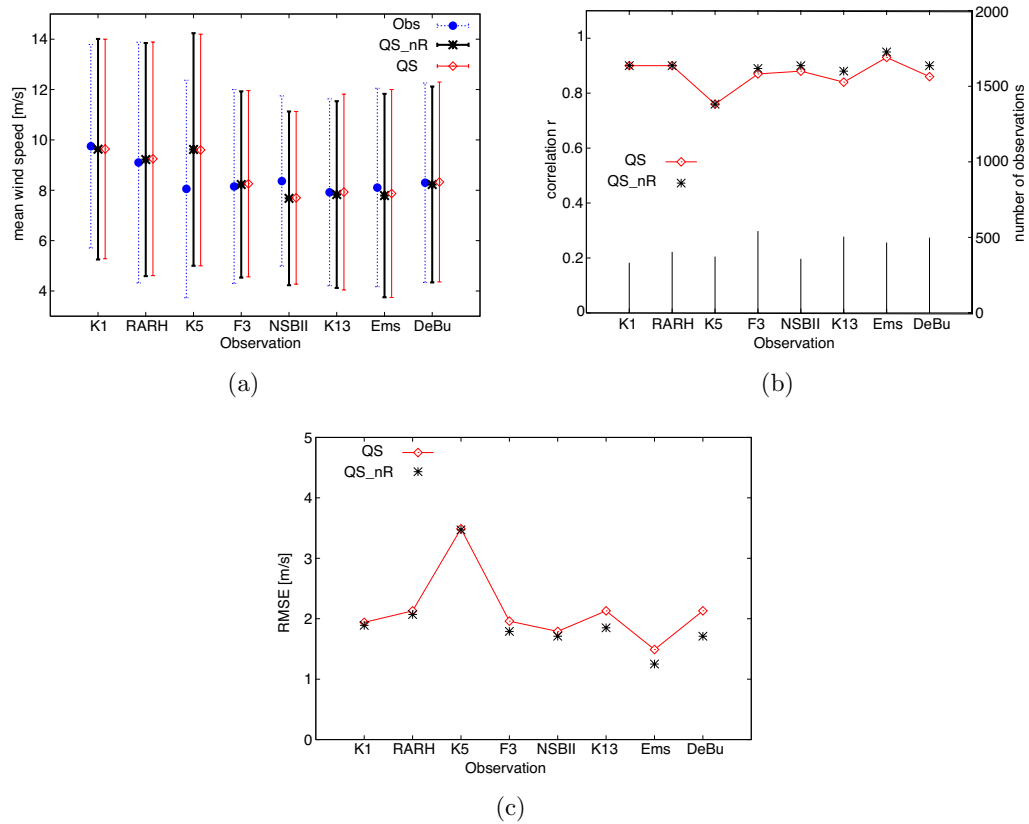 Obs
QS_nR
QS
mean wind speed [m/s]
14
12
10
8
6
4
K1 RARH K5 F3 NSBII K13 Ems DeBu
Observation
(a)
correlation r
1
0.8
0.6
0.4
0.2
0
QS
QS_nR
number of observations
2000
1500
1000
500
0
K1 RARH K5 F3 NSBII K13 Ems DeBu
Observation
(b)
QS
QS_nR
RMSE [m/s]
5
4
3
2
1
0
K1 RARH K5 F3 NSBII K13 Ems DeBu
Observation
(c)